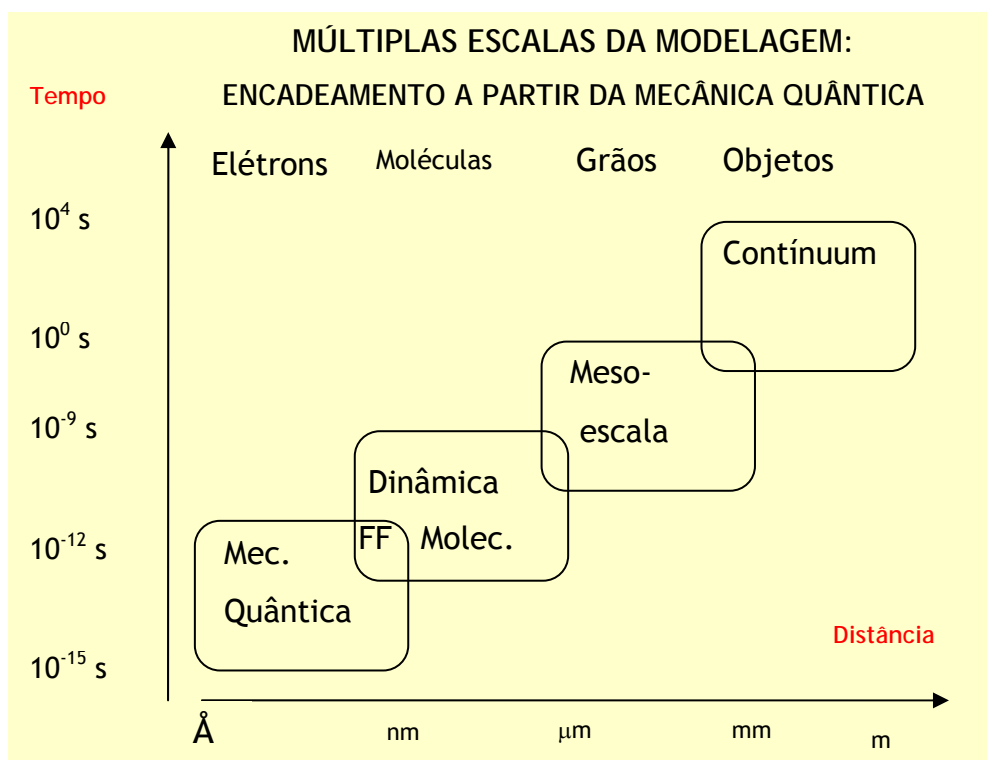 MÚLTIPLAS ESCALAS DA MODELAGEM:
Tempo
ENCADEAMENTO A PARTIR DA MECÂNICA QUÂNTICA
Elétrons
Moléculas
Grãos
Objetos
10⁴ s
Contínuum
10⁰ s
Meso-
escala
10⁻⁹ s
Dinâmica
FF Molec.
10⁻¹² s
Mec.
Quântica
Distância
10⁻¹⁵ s
Å
nm
μm
mm
m